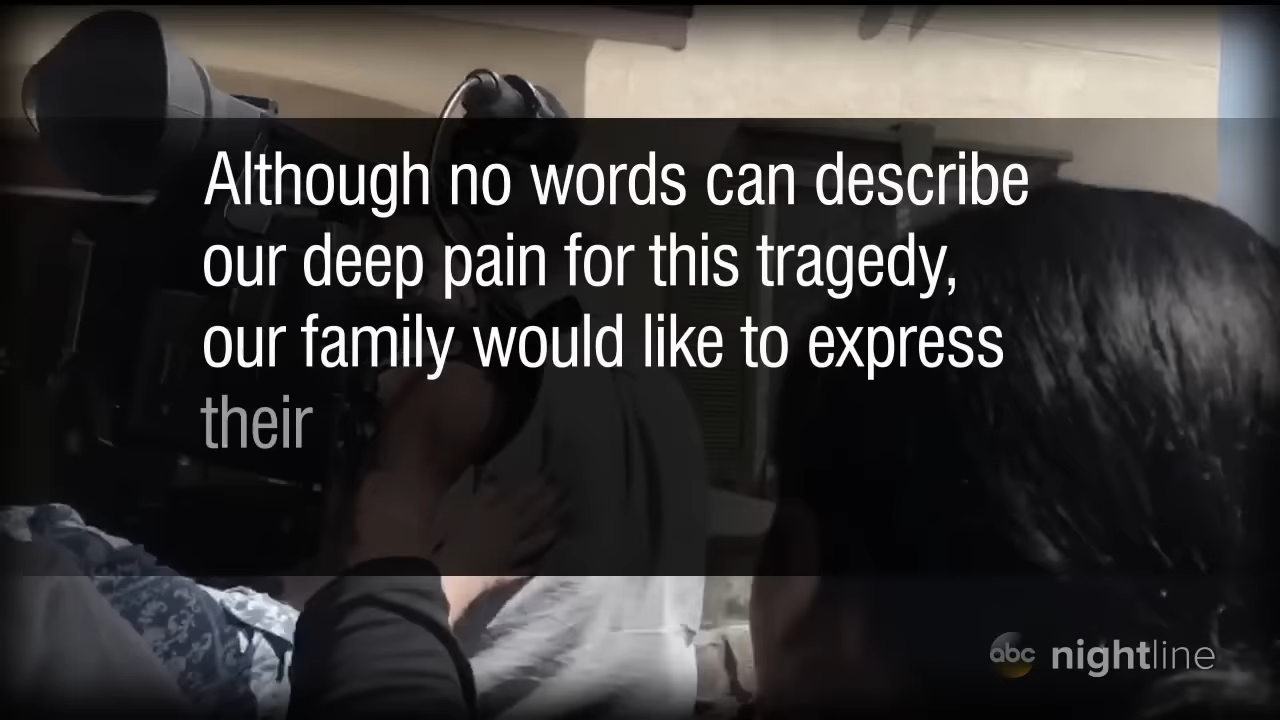 Although no words can describe
our deep pain for this tragedy,
our family would like to express
their
abc nightline